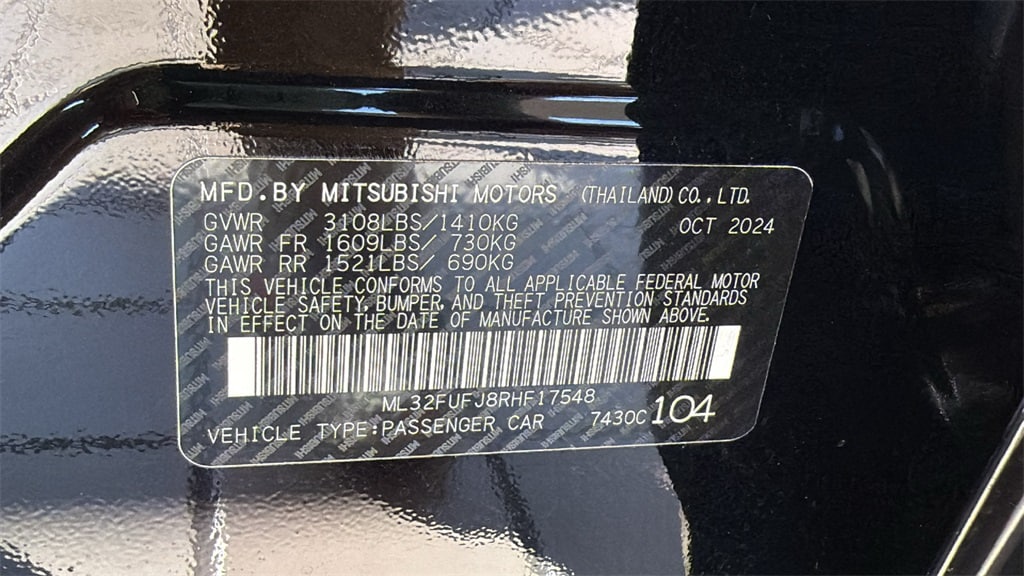 MFD.BY MITSUBISHI MOTORS (THAILAND) CO., LTD.
GVWR 3108LBS/1410KG OCT 2024
GAWR FR 1609LBS/ 730KG
GAWR RR 1521LBS/ 690KG
THIS VEHICLE CONFORMS TO ALL APPLICABLE FEDERAL MOTOR
VEHICLE SAFETY, BUMPER, AND THEFT PREVENTION STANDARDS
IN EFFECT ON THE DATE OF MANUFACTURE SHOWN ABOVE.
ML32FUFJ8RHF17548
VEHICLE TYPE:PASSENGER CAR 7430C 104